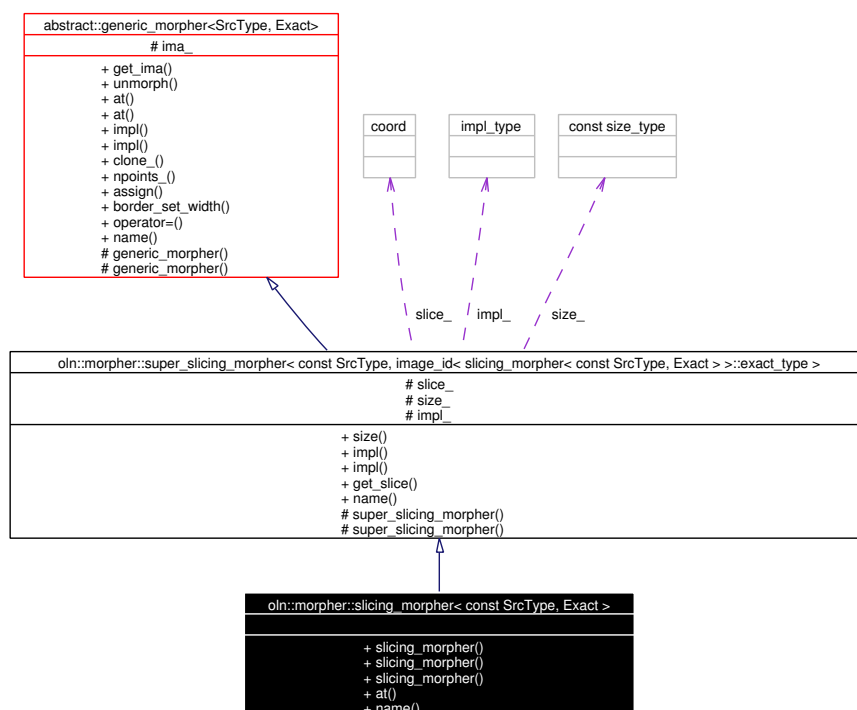 abstract::generic_morpher<SrcType, Exact>
# ima_
+ get_ima()
+ unmorph()
+ at()
+ at()
+ impl()
+ impl()
+ clone_()
+ npoints_()
+ assign()
+ border_set_width()
+ operator=()
+ name()
# generic_morpher()
# generic_morpher()
coord
impl_type
const size_type
slice_
impl_
size_
oln::morpher::super_slicing_morpher< const SrcType, image_id< slicing_morpher< const SrcType, Exact > >::exact_type >
# slice_
# size_
# impl_
+ size()
+ impl()
+ impl()
+ get_slice()
+ name()
# super_slicing_morpher()
# super_slicing_morpher()
oln::morpher::slicing_morpher< const SrcType, Exact >
+ slicing_morpher()
+ slicing_morpher()
+ slicing_morpher()
+ at()
+ name()